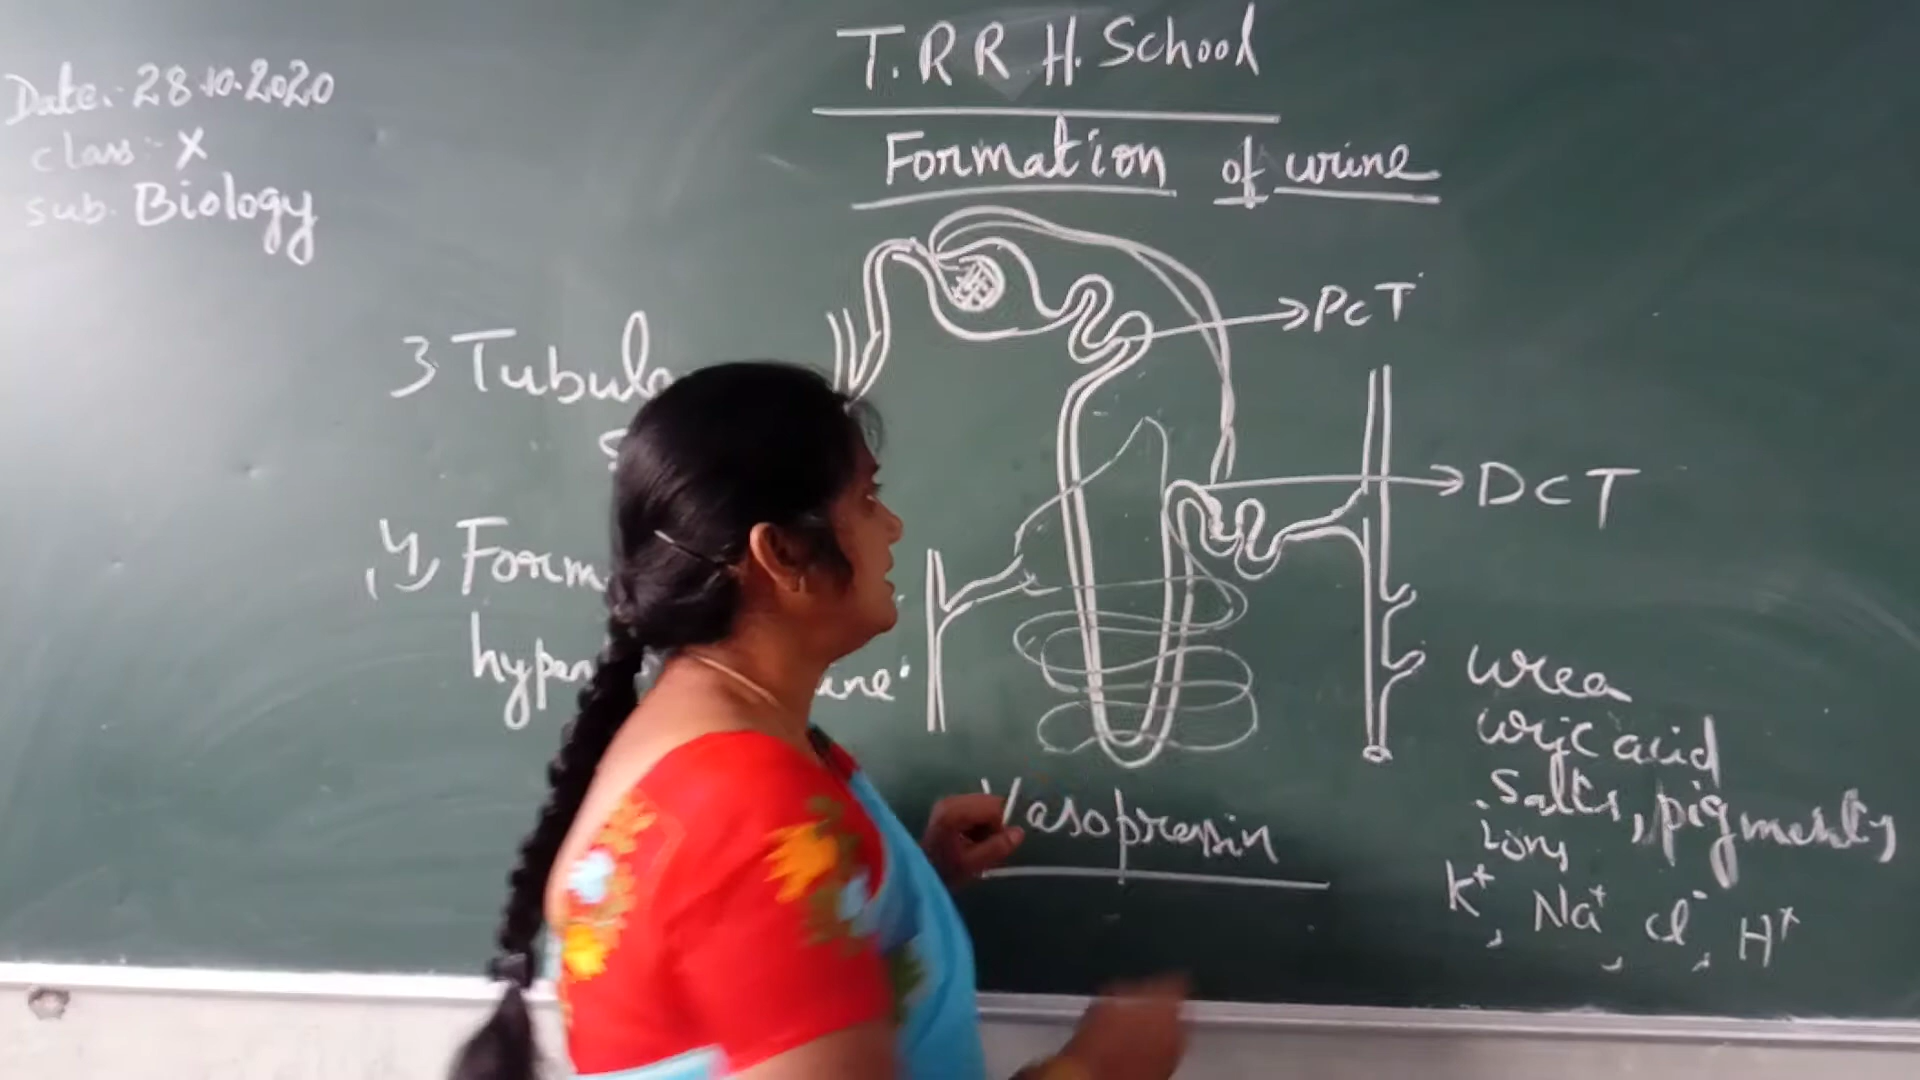 T. R R. H. School
Date:- 28.10.2020
class:- X
sub. Biology
Formation of urine
PCT
3 Tubula
S
DCT
4) Form
hyper
urea
uric acid
salts, pigments
ions
K+, Na+, Cl-, H+
Vasopressin